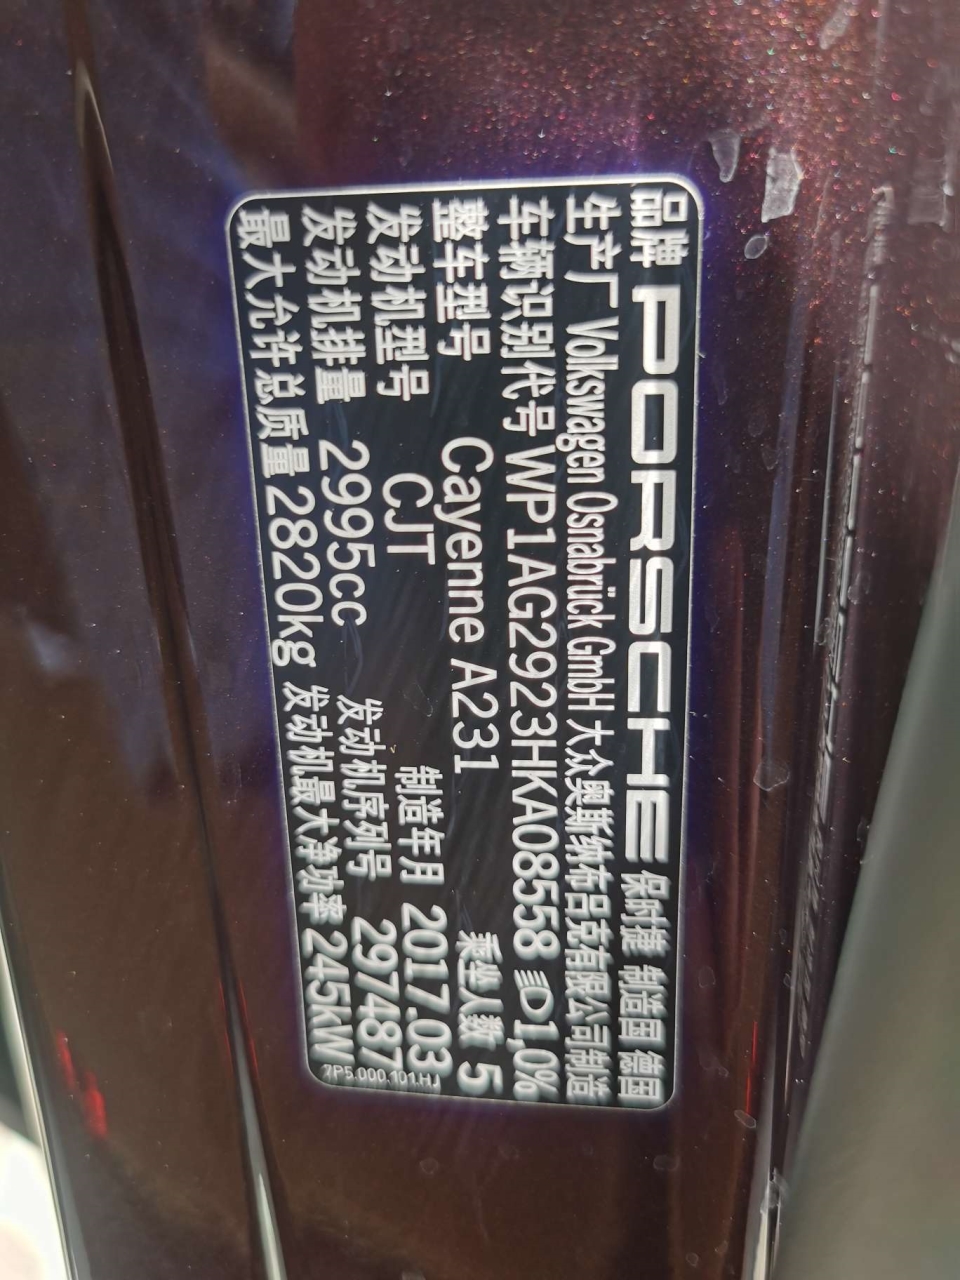 品牌 PORSCHE 保时捷 制造国 德国
生产厂 Volkswagen Osnabrück GmbH 大众奥斯纳布吕克有限公司制造
车辆识别代号 WP1AG2923HKA08558 1,0%
整车型号 Cayenne A231 乘坐人数 5
发动机型号 CJT 制造年月 2017.03
发动机排量 2995cc 发动机序列号 297487
最大允许总质量 2820kg 发动机最大净功率 245kW
7P5.000.101.HJ